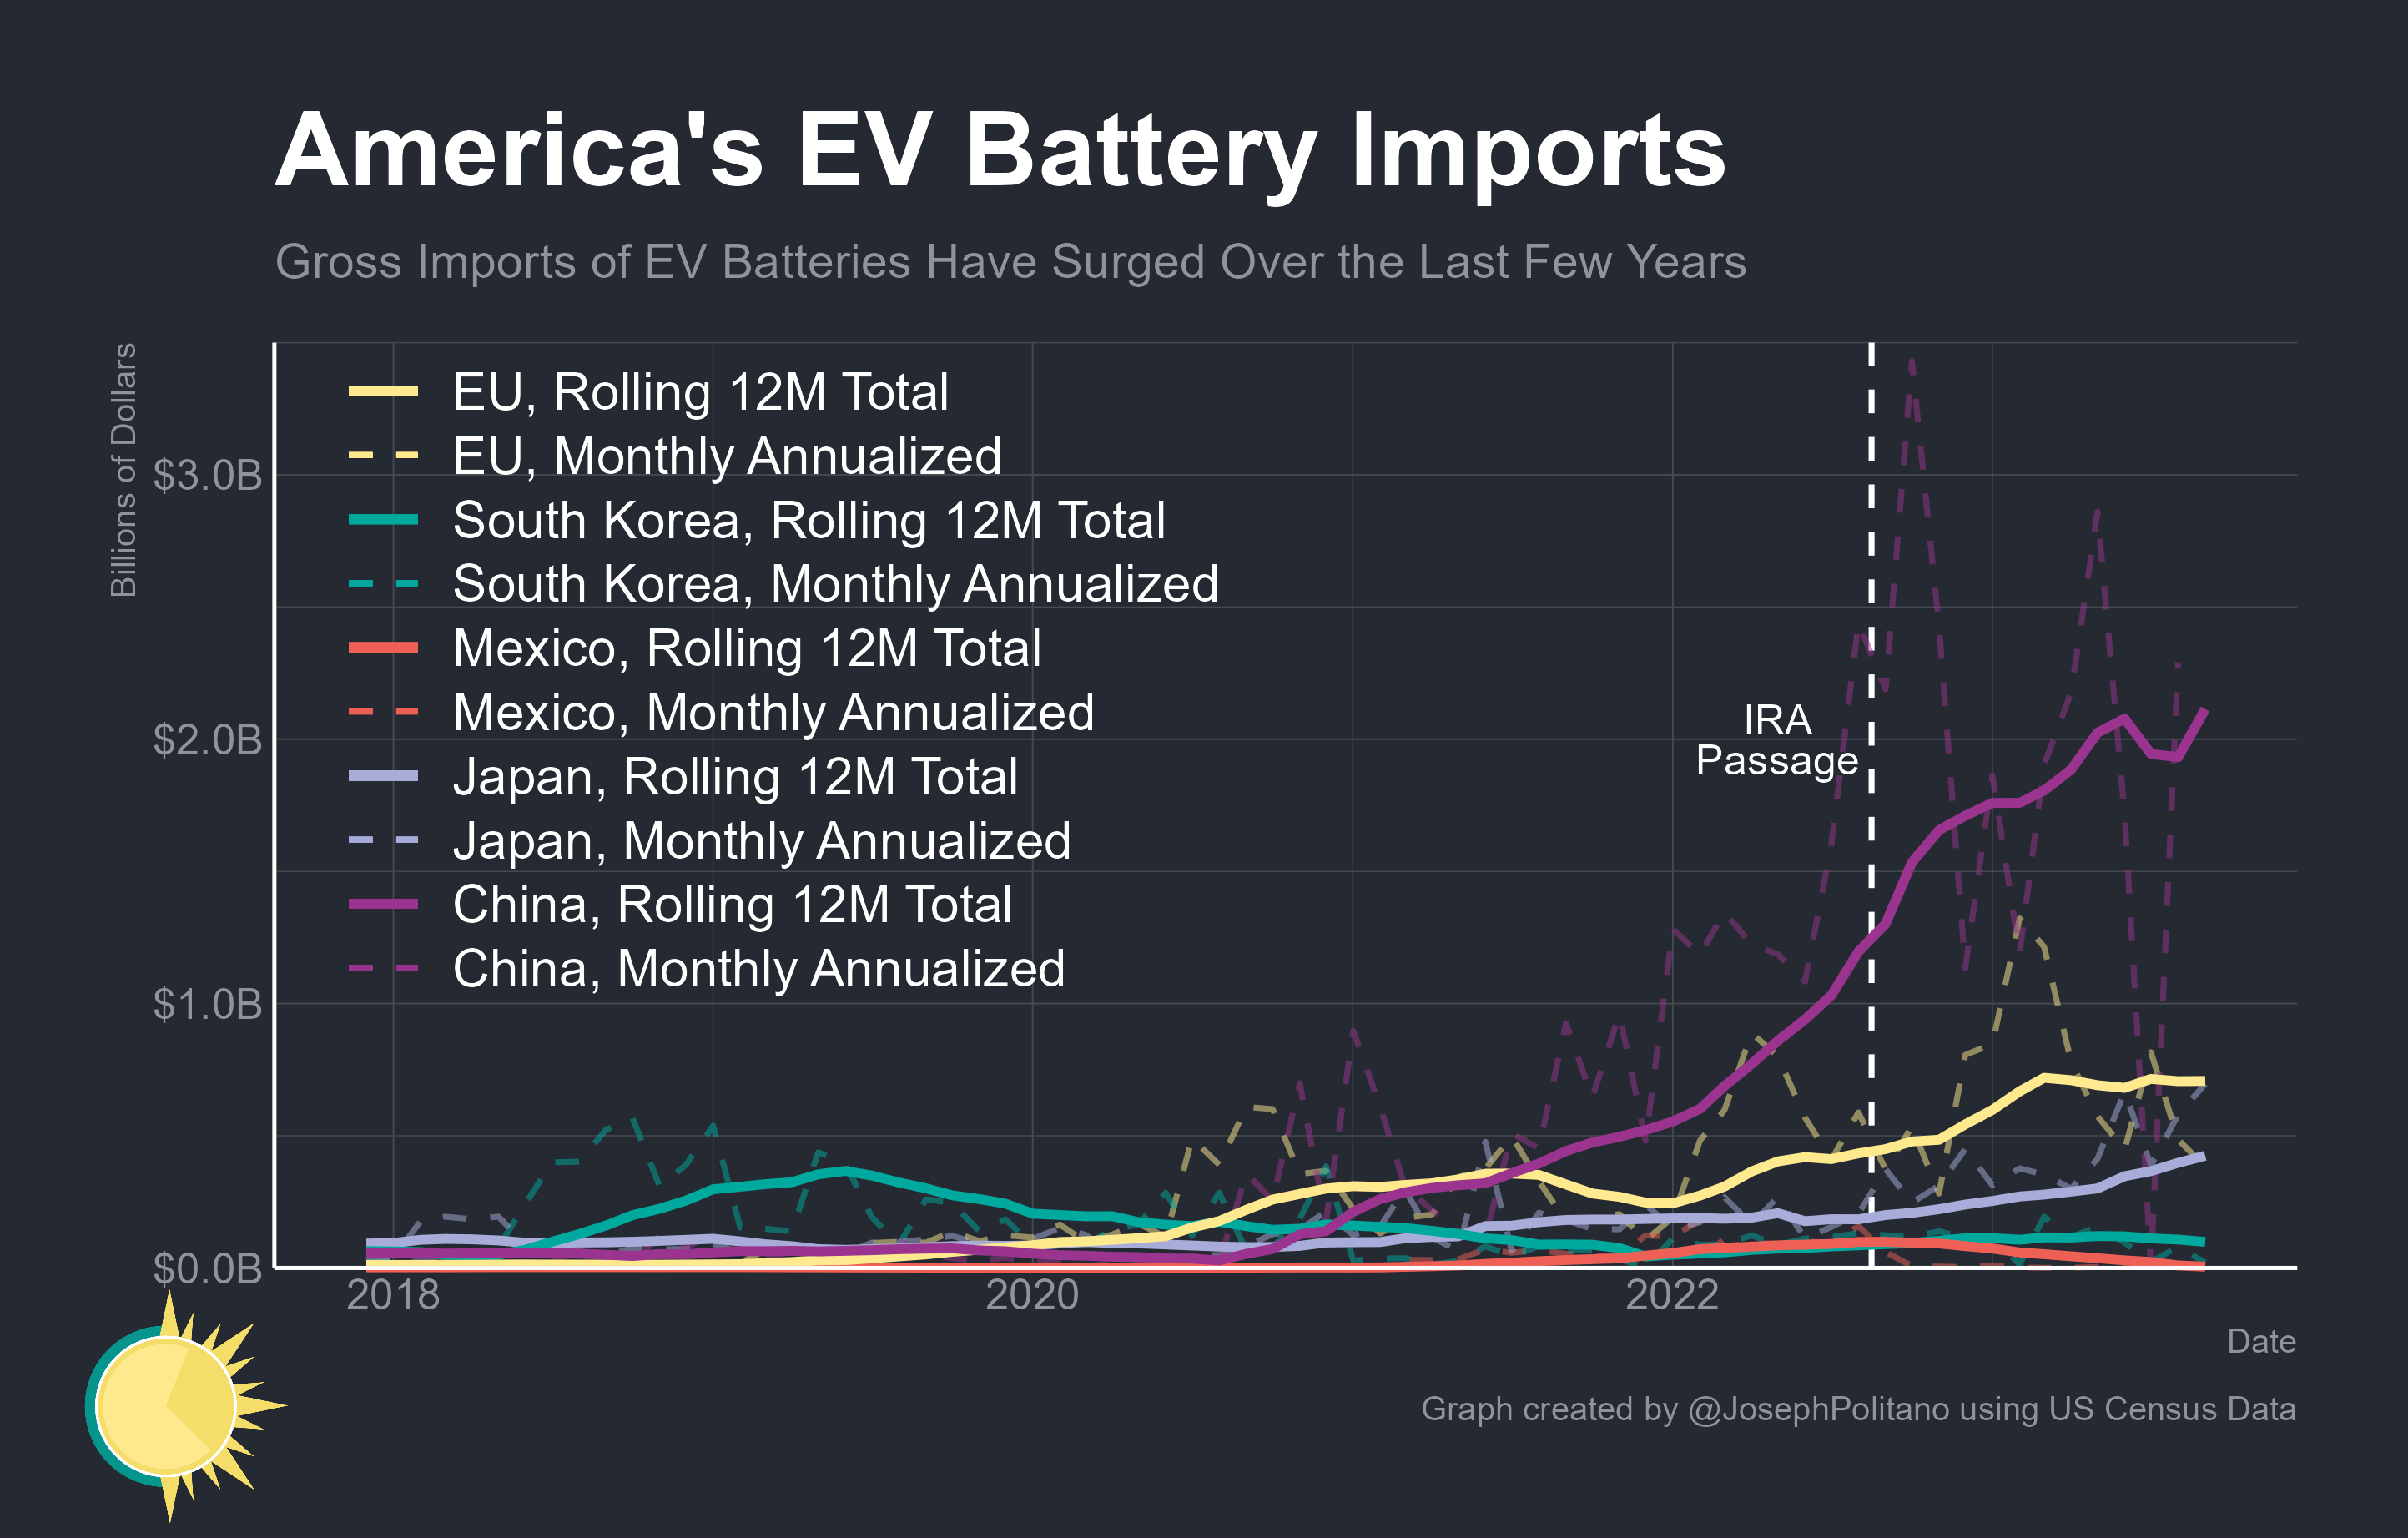 America's EV Battery Imports
Gross Imports of EV Batteries Have Surged Over the Last Few Years
Billions of Dollars
$3.0B
$2.0B
$1.0B
$0.0B
EU, Rolling 12M Total
EU, Monthly Annualized
South Korea, Rolling 12M Total
South Korea, Monthly Annualized
Mexico, Rolling 12M Total
Mexico, Monthly Annualized
Japan, Rolling 12M Total
Japan, Monthly Annualized
China, Rolling 12M Total
China, Monthly Annualized
IRA
Passage
2018
2020
2022
Date
Graph created by @JosephPolitano using US Census Data